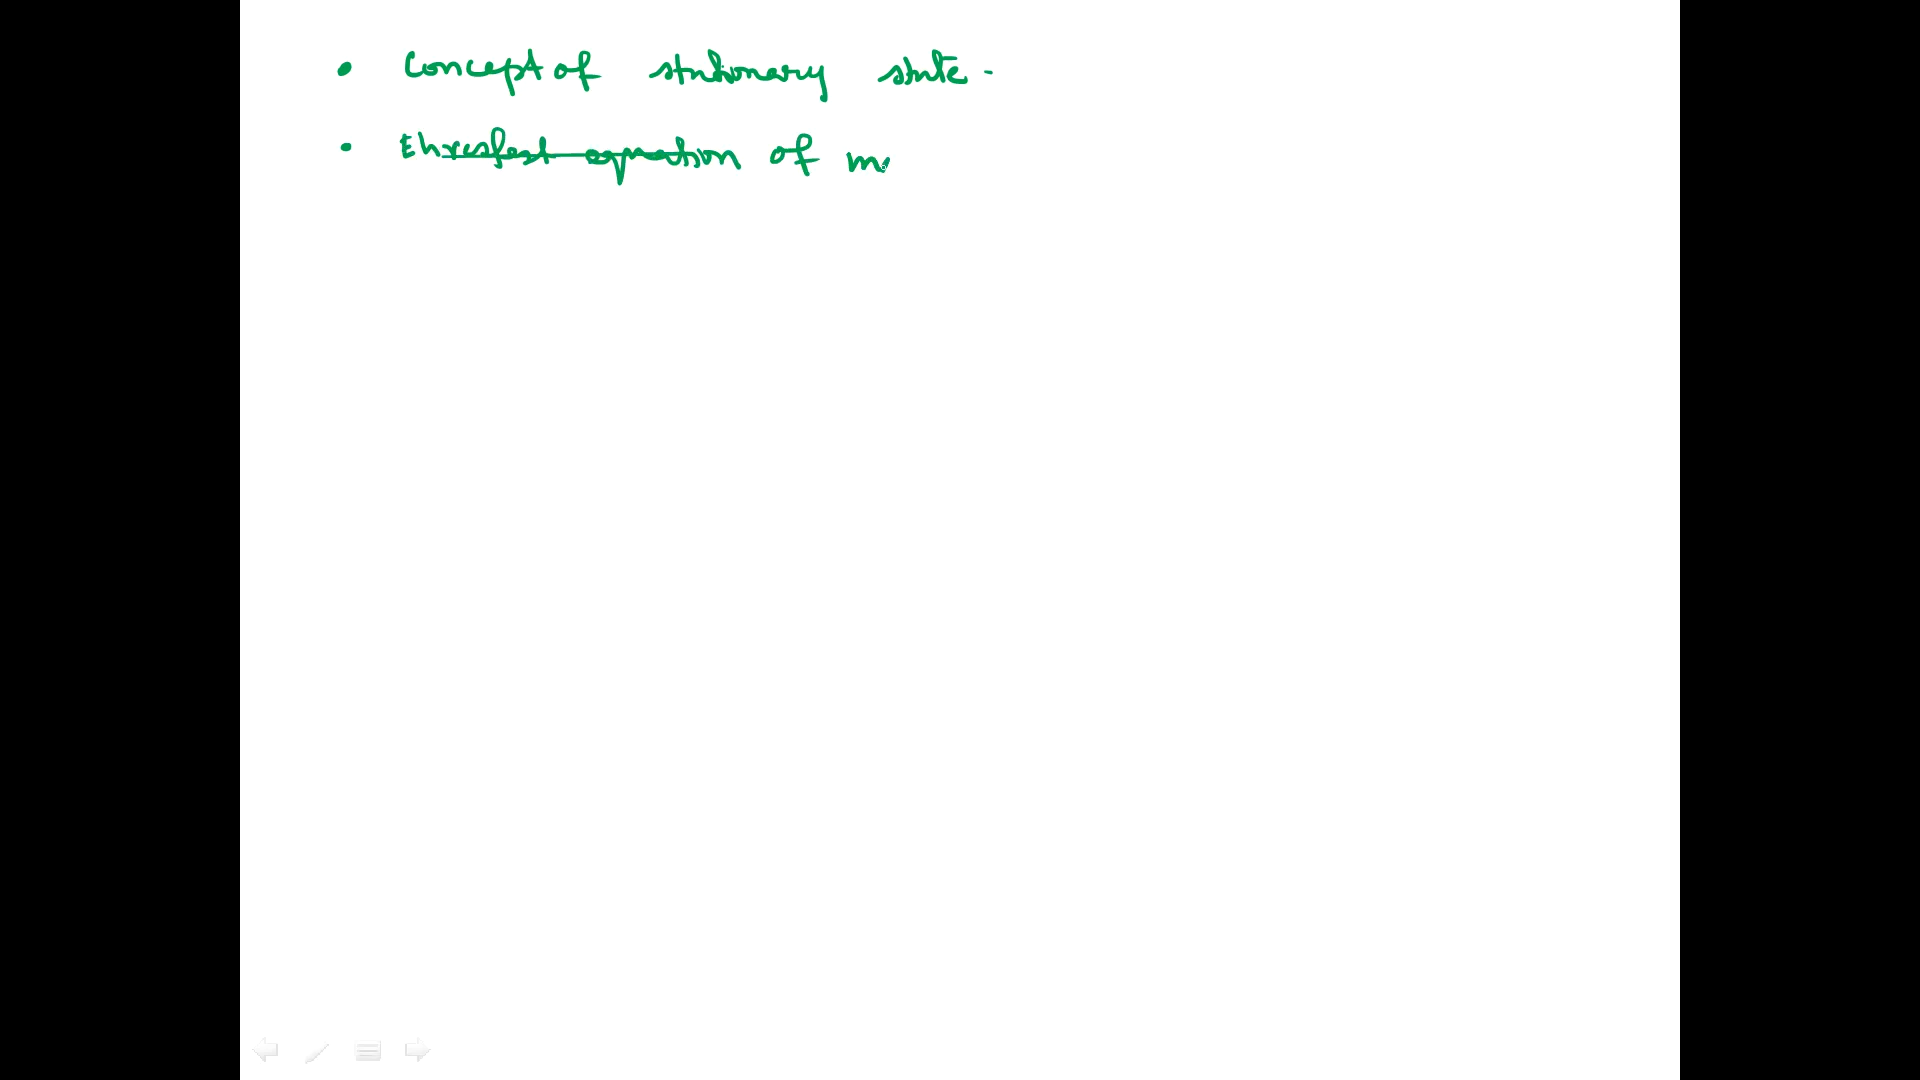 • Concept of stationary state.
• Ehrenfest equation of m